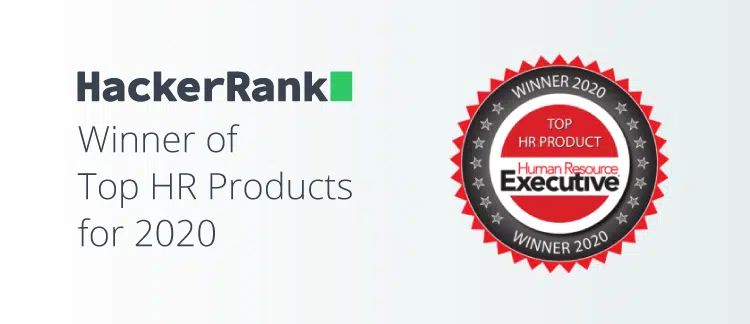 HackerRank
Winner of
Top HR Products
for 2020
WINNER 2020
TOP
HR PRODUCT
Human Resource
Executive
WINNER 2020